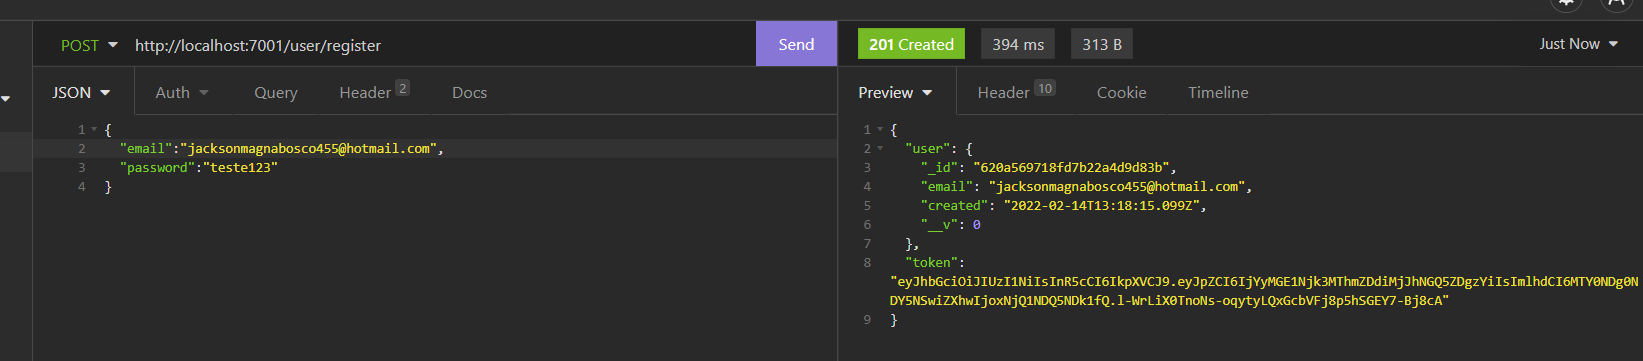 POST http://localhost:7001/user/register Send
JSON Auth Query Header 2 Docs
1 {
2 "email":"jacksonmagnabosco455@hotmail.com",
3 "password":"teste123"
4 }
201 Created 394 ms 313 B Just Now
Preview Header 10 Cookie Timeline
1 {
2 "user": {
3 "_id": "620a569718fd7b22a4d9d83b",
4 "email": "jacksonmagnabosco455@hotmail.com",
5 "created": "2022-02-14T13:18:15.099Z",
6 "__v": 0
7 },
8 "token":
"eyJhbGciOiJIUzI1NiIsInR5cCI6IkpXVCJ9.eyJpZCI6IjYyMGE1Njk3MThmZDdiMjJhNGQ5ZDgzYiIsImlhdCI6MTY0NDg0N
DY5NSwiZXhwIjoxNjQ1NDQ5NDk1fQ.l-WrLiX0TnoNs-oqytyLQxGcbVFj8p5hSGEY7-Bj8cA"
9 }